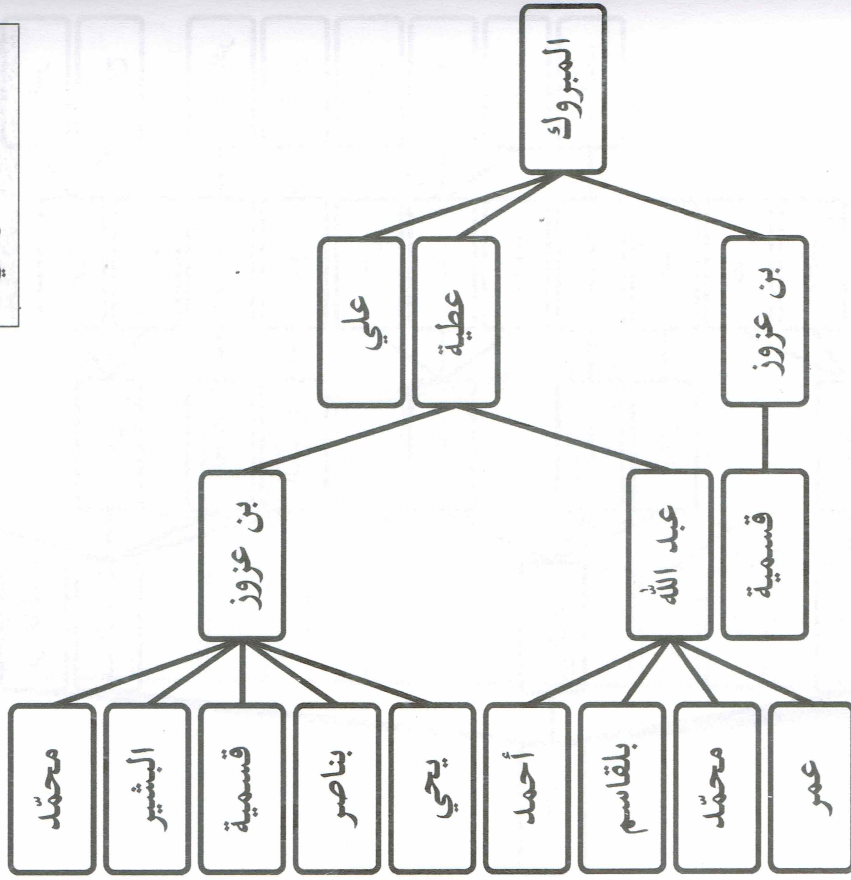 المبروك
بن عزوز
عطية
علي
قسمية
عبد الله
بن عزوز
عمر
محمّد
بلقاسم
أحمد
يحي
بناصر
قسمية
البشير
محمّد